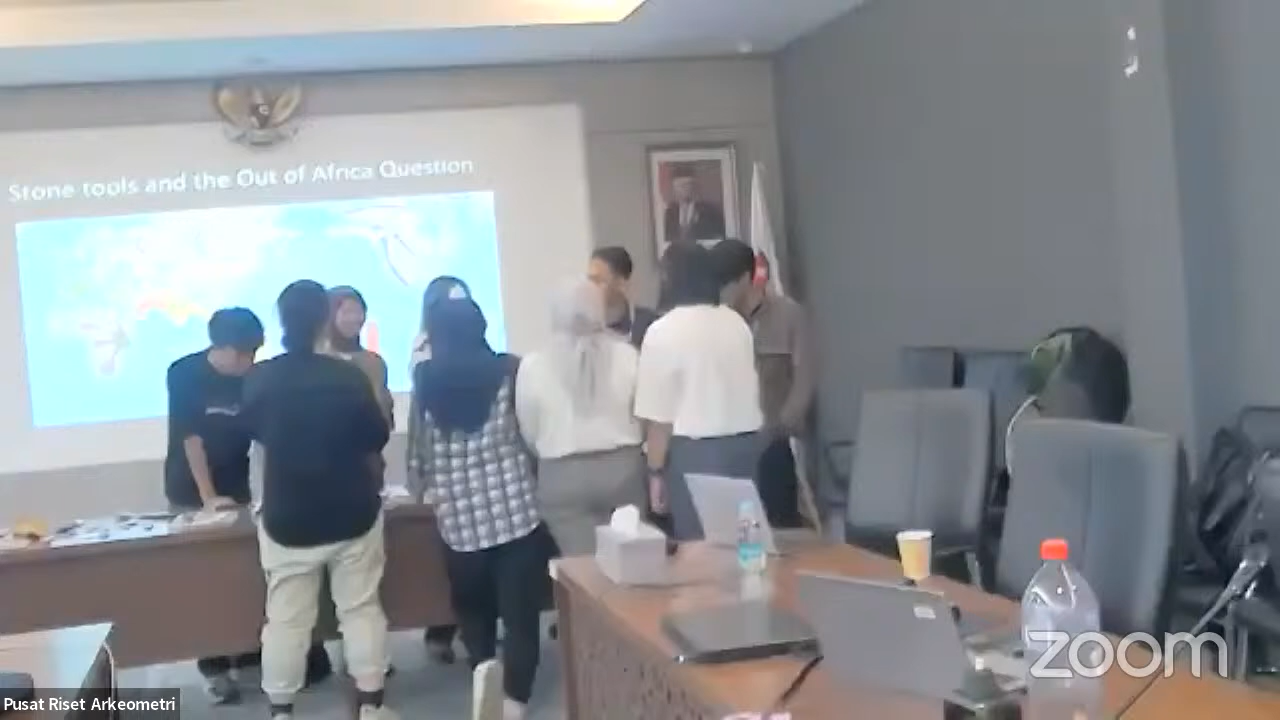 Stone tools and the Out of Africa Question
zoom
Pusat Riset Arkeometri